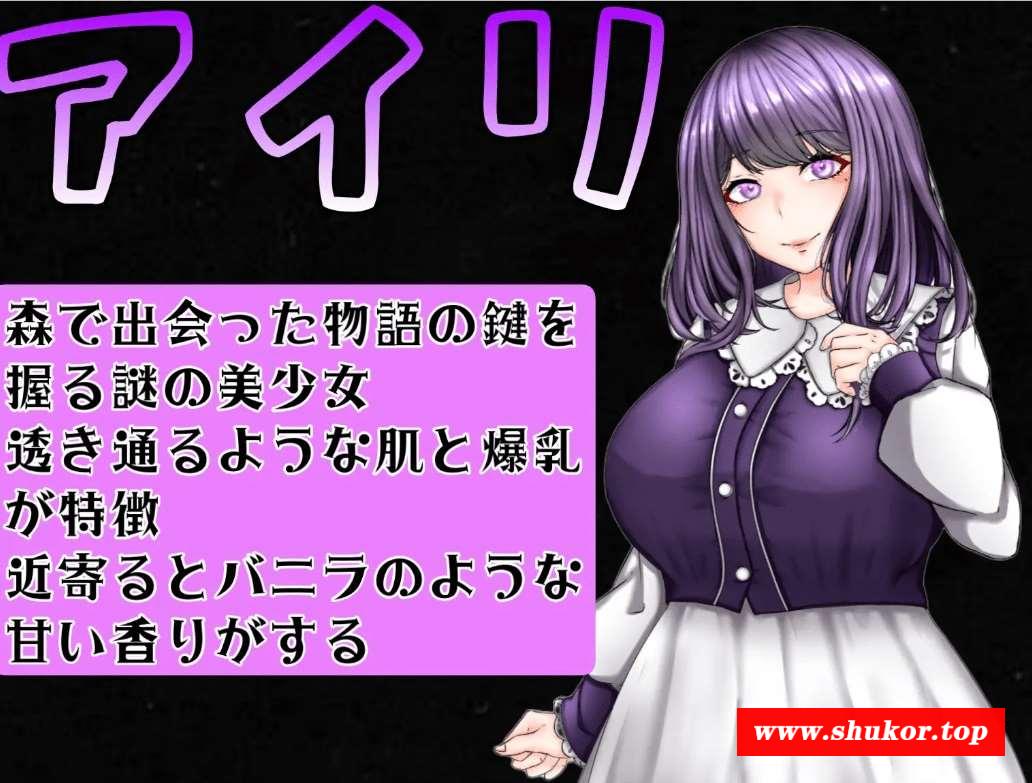 アイリ
森で出会った物語の鍵を
握る謎の美少女
透き通るような肌と爆乳
が特徴
近寄るとバニラのような
甘い香りがする
www.shukor.top